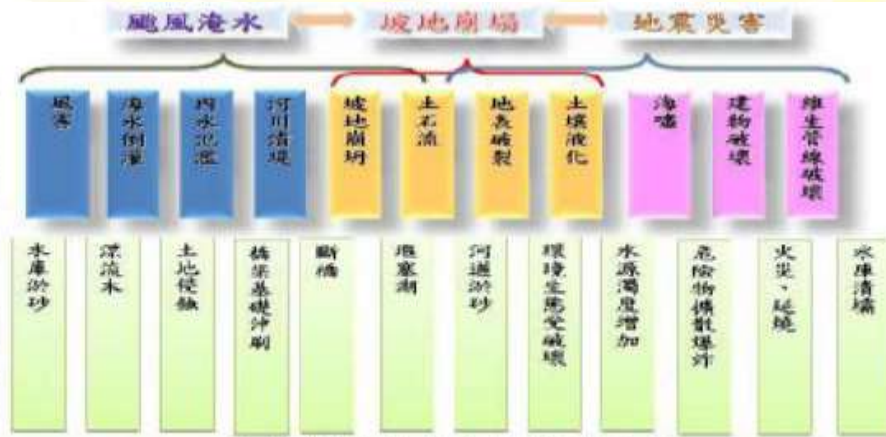 颱風淹水
坡地崩塌
地震災害
風害
海水倒灌
內水氾濫
河川潰堤
坡地崩坍
土石流
地表破裂
土壤液化
海嘯
建物破壞
維生管線破壞
水庫淤砂
漂流木
土地侵蝕
橋梁基礎沖刷
斷橋
堰塞湖
河道淤砂
環境生態受破壞
水源濁度增加
危險物擴散爆炸
火災、延燒
水庫潰壩